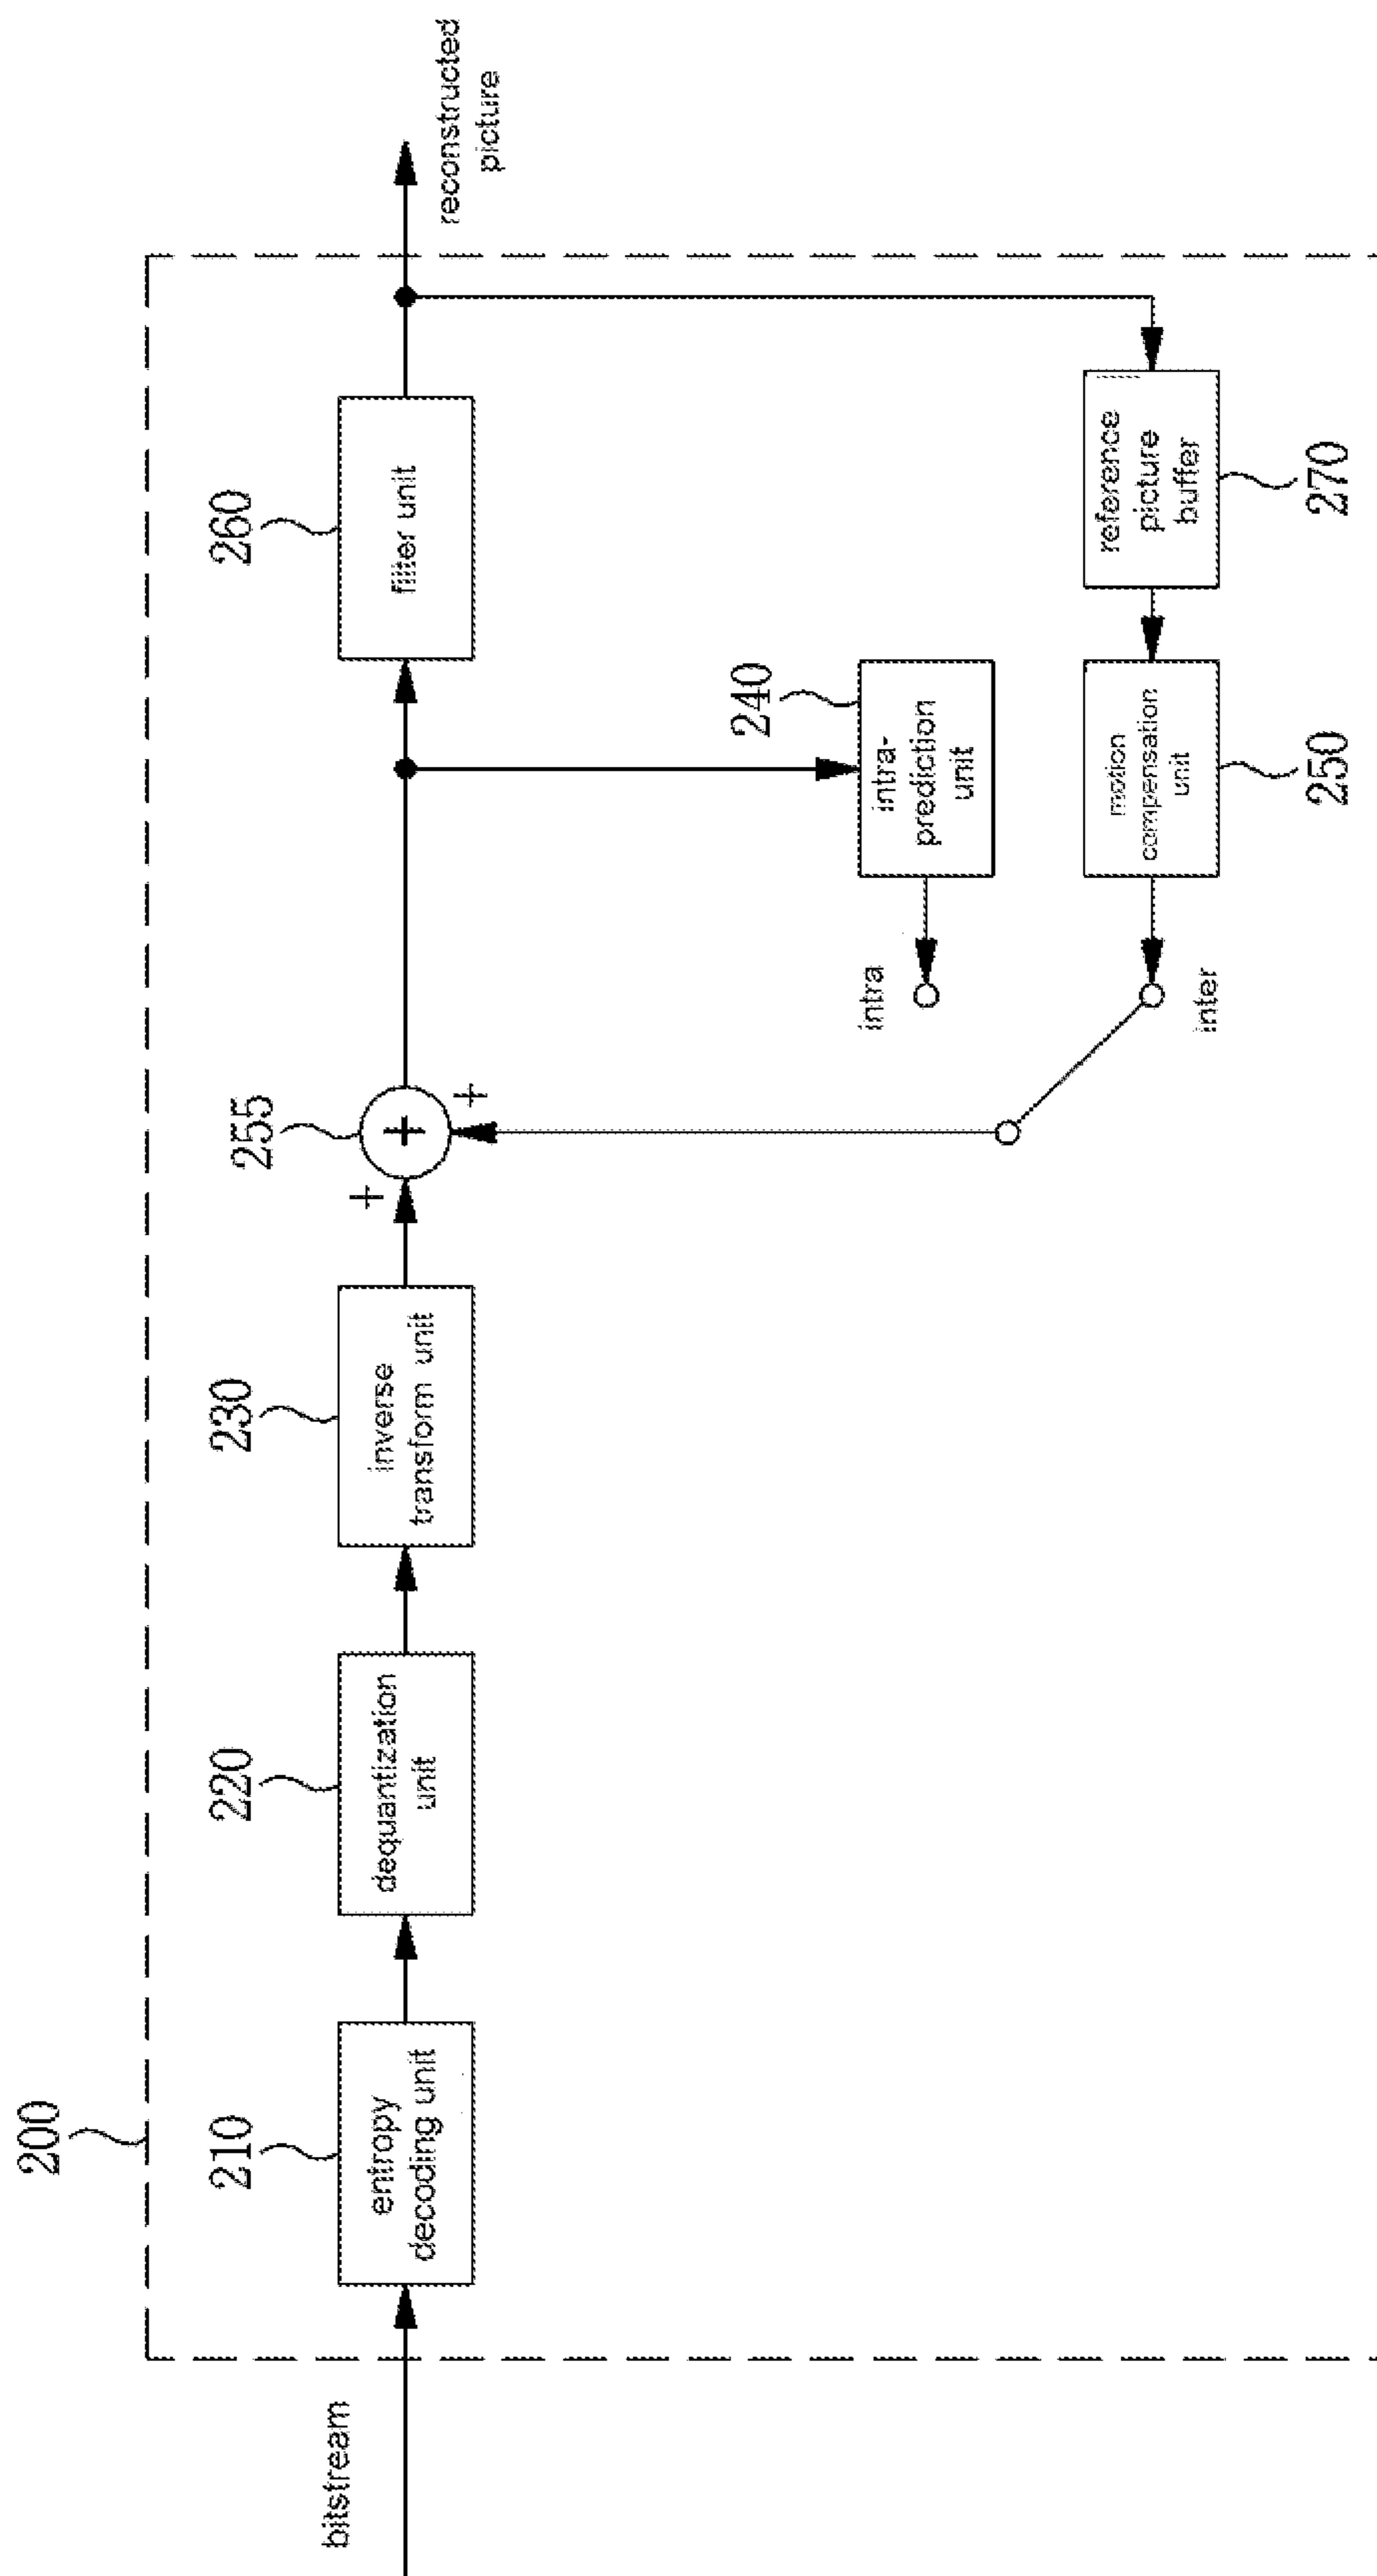 200
bitstream
210
entropy
decoding unit
220
dequantization
unit
230
inverse
transform unit
255
+
+
+
260
filter unit
reconstructed
picture
240
intra-
prediction
unit
intra
250
motion
compensation
unit
inter
270
reference
picture
buffer